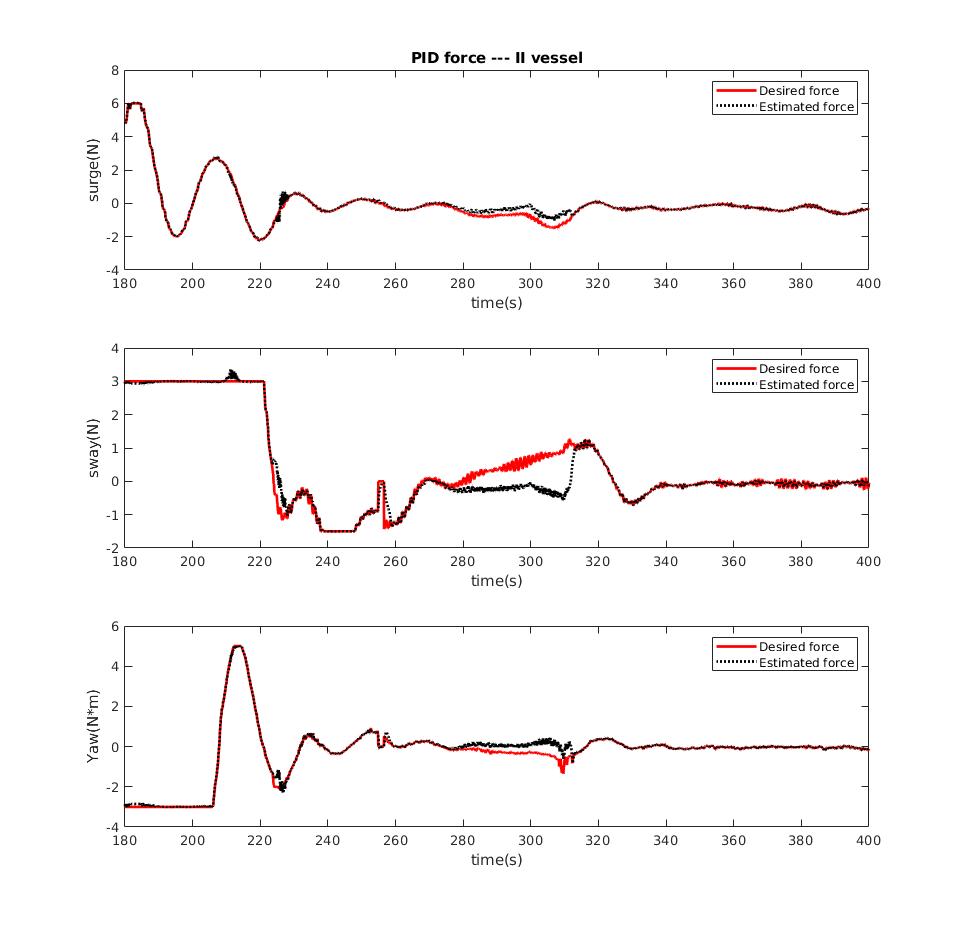 PID force --- II vessel
8
6
4
2
0
-2
-4
surge(N)
Desired force
Estimated force
180 200 220 240 260 280 300 320 340 360 380 400
time(s)
4
3
2
1
0
-1
-2
sway(N)
Desired force
Estimated force
180 200 220 240 260 280 300 320 340 360 380 400
time(s)
6
4
2
0
-2
-4
Yaw(N*m)
Desired force
Estimated force
180 200 220 240 260 280 300 320 340 360 380 400
time(s)